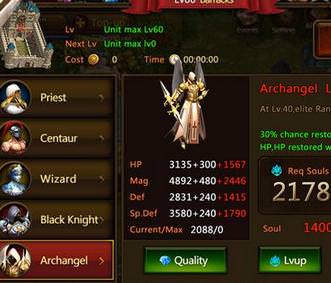 Lv60 Barracks
Lv Unit max Lv60
Next Lv Unit max lv0
Cost 0 Time 00:00:00
Events Setting
Priest
Centaur
Wizard
Black Knight
Archangel
HP 3135+300+1567
Mag 4892+480+2446
Def 2831+240+1415
Sp.Def 3580+240+1790
Current/Max 2088/0
Quality
Archangel L
At Lv.40,elite Ran
30% chance resto
HP,HP restored w
Req Souls
2178
Soul 1400
Lvup